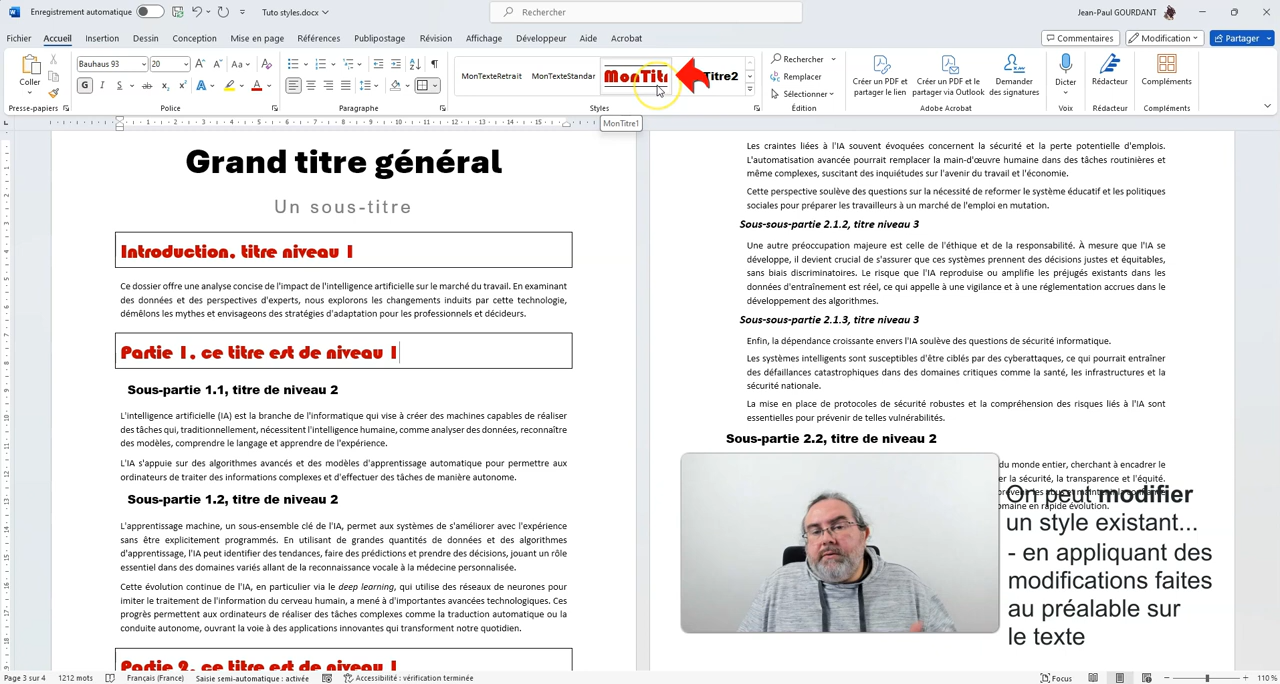 Enregistrement automatique
Tuto styles.docx
Rechercher
Jean-Paul GOURDANT
Fichier
Accueil
Insertion
Dessin
Conception
Mise en page
Références
Publipostage
Révision
Affichage
Développeur
Aide
Acrobat
Commentaires
Modification
Partager
Coller
Presse-papiers
Bauhaus 93
20
Police
Paragraphe
MonTexteRetrait
MonTexteStandar
MonTitr
Titre2
Styles
Rechercher
Remplacer
Sélectionner
Édition
Créer un PDF et
partager le lien
Créer un PDF et le
partager via Outlook
Demander
des signatures
Adobe Acrobat
Dicter
Voix
Rédacteur
Rédacteur
Compléments
Compléments
MonTitre1
Grand titre général
Un sous-titre
Introduction, titre niveau 1
Ce dossier offre une analyse concise de l'impact de l'intelligence artificielle sur le marché du travail. En examinant
des données et des perspectives d'experts, nous explorons les changements induits par cette technologie,
démêlons les mythes et envisageons des stratégies d'adaptation pour les professionnels et décideurs.
Partie 1, ce titre est de niveau 1
Sous-partie 1.1, titre de niveau 2
L'intelligence artificielle (IA) est la branche de l'informatique qui vise à créer des machines capables de réaliser
des tâches qui, traditionnellement, nécessitent l'intelligence humaine, comme analyser des données, reconnaître
des modèles, comprendre le langage et apprendre de l'expérience.
L'IA s'appuie sur des algorithmes avancés et des modèles d'apprentissage automatique pour permettre aux
ordinateurs de traiter des informations complexes et d'effectuer des tâches de manière autonome.
Sous-partie 1.2, titre de niveau 2
L'apprentissage machine, un sous-ensemble clé de l'IA, permet aux systèmes de s'améliorer avec l'expérience
sans être explicitement programmés. En utilisant de grandes quantités de données et des algorithmes
d'apprentissage, l'IA peut identifier des tendances, faire des prédictions et prendre des décisions, jouant un rôle
essentiel dans des domaines variés allant de la reconnaissance vocale à la médecine personnalisée.
Cette évolution continue de l'IA, en particulier via le deep learning, qui utilise des réseaux de neurones pour
imiter le traitement de l'information du cerveau humain, a mené à d'importantes avancées technologiques. Ces
progrès permettent aux ordinateurs de réaliser des tâches complexes comme la traduction automatique ou la
conduite autonome, ouvrant la voie à des applications innovantes qui transforment notre quotidien.
Partie 2, ce titre est de niveau 1
Les craintes liées à l'IA souvent évoquées concernent la sécurité et la perte potentielle d'emplois.
L'automatisation avancée pourrait remplacer la main-d'œuvre humaine dans des tâches routinières et
même complexes, suscitant des inquiétudes sur l'avenir du travail et l'économie.
Cette perspective soulève des questions sur la nécessité de reformer le système éducatif et les politiques
sociales pour préparer les travailleurs à un marché de l'emploi en mutation.
Sous-sous-partie 2.1.2, titre niveau 3
Une autre préoccupation majeure est celle de l'éthique et de la responsabilité. À mesure que l'IA se
développe, il devient crucial de s'assurer que ces systèmes prennent des décisions justes et équitables,
sans biais discriminatoires. Le risque que l'IA reproduise ou amplifie les préjugés existants dans les
données d'entraînement est réel, ce qui appelle à une vigilance et à une réglementation accrues dans le
développement des algorithmes.
Sous-sous-partie 2.1.3, titre niveau 3
Enfin, la dépendance croissante envers l'IA soulève des questions de sécurité informatique.
Les systèmes intelligents sont susceptibles d'être ciblés par des cyberattaques, ce qui pourrait entraîner
des défaillances catastrophiques dans des domaines critiques comme la santé, les infrastructures et la
sécurité nationale.
La mise en place de protocoles de sécurité robustes et la compréhension des risques liés à l'IA sont
essentielles pour prévenir de telles vulnérabilités.
Sous-partie 2.2, titre de niveau 2
du monde entier, cherchant à encadrer le
la sécurité, la transparence et l'équité.
omaine en rapide évolution.
On peut modifier
un style existant...
- en appliquant des
modifications faites
au préalable sur
le texte
Page 3 sur 4
1212 mots
Français (France)
Saisie semi-automatique : activée
Accessibilité : vérification terminée
Focus
110 %